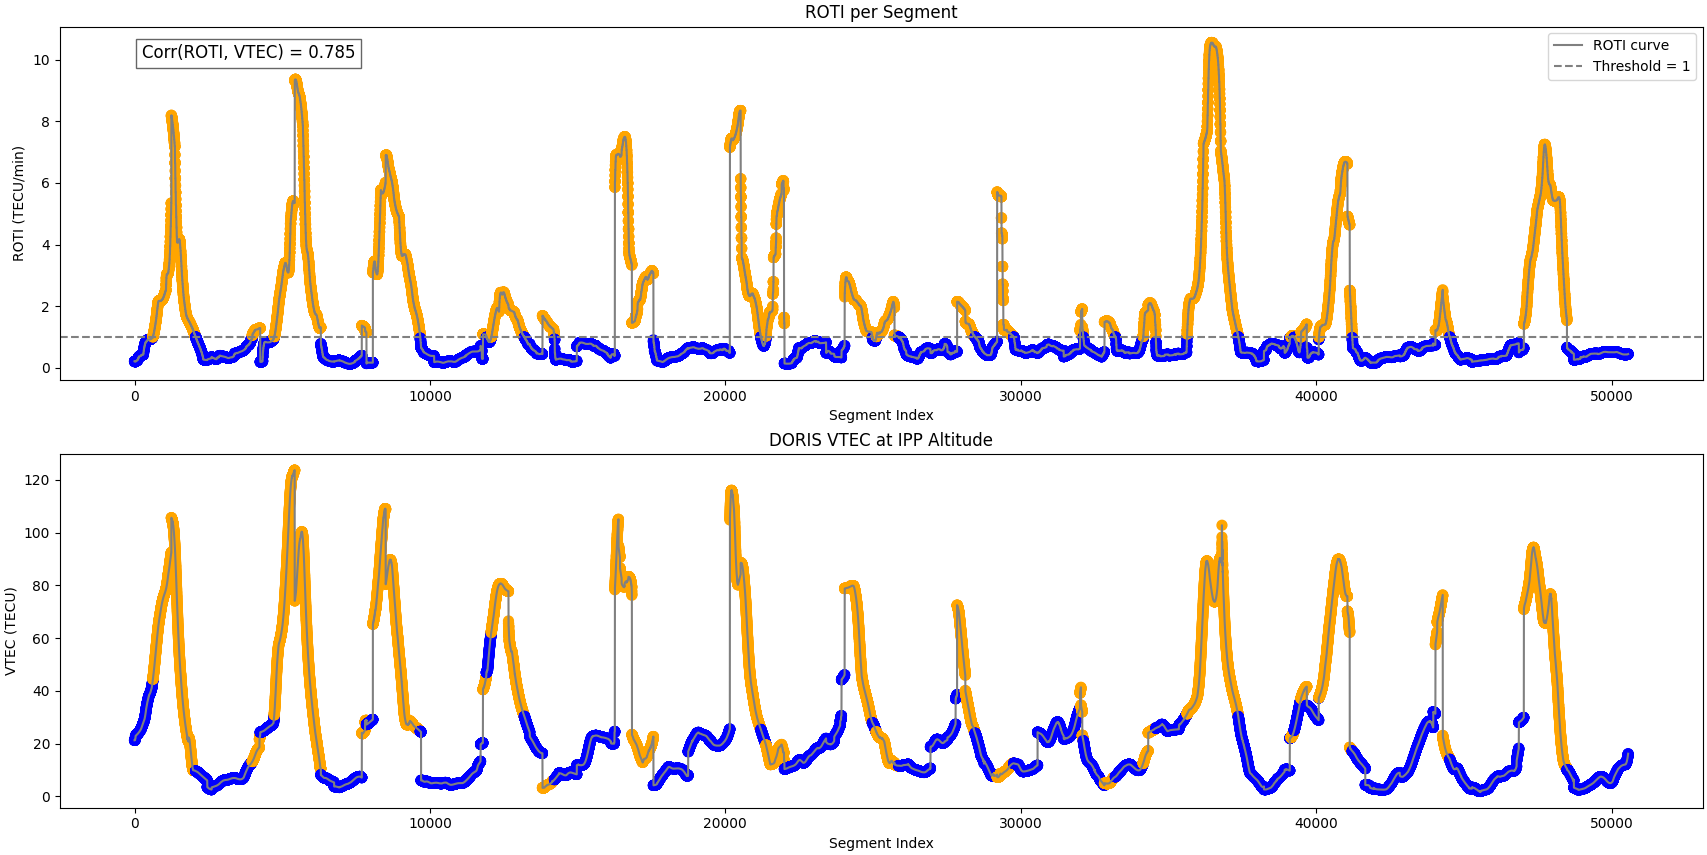 ROTI per Segment
Corr(ROTI, VTEC) = 0.785
ROTI curve
Threshold = 1
ROTI (TECU/min)
10
8
6
4
2
0
0 10000 20000 30000 40000 50000
Segment Index
DORIS VTEC at IPP Altitude
VTEC (TECU)
120
100
80
60
40
20
0
0 10000 20000 30000 40000 50000
Segment Index